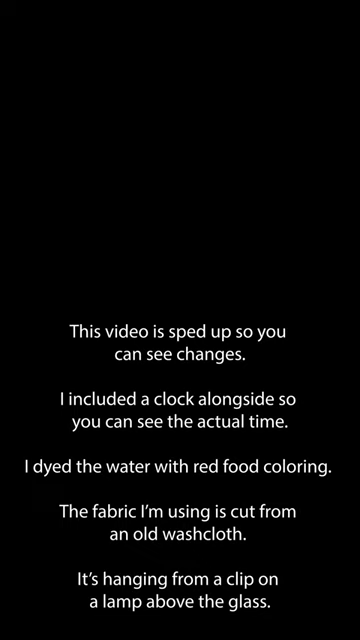 This video is sped up so you
can see changes.
I included a clock alongside so
you can see the actual time.
I dyed the water with red food coloring.
The fabric I’m using is cut from
an old washcloth.
It’s hanging from a clip on
a lamp above the glass.